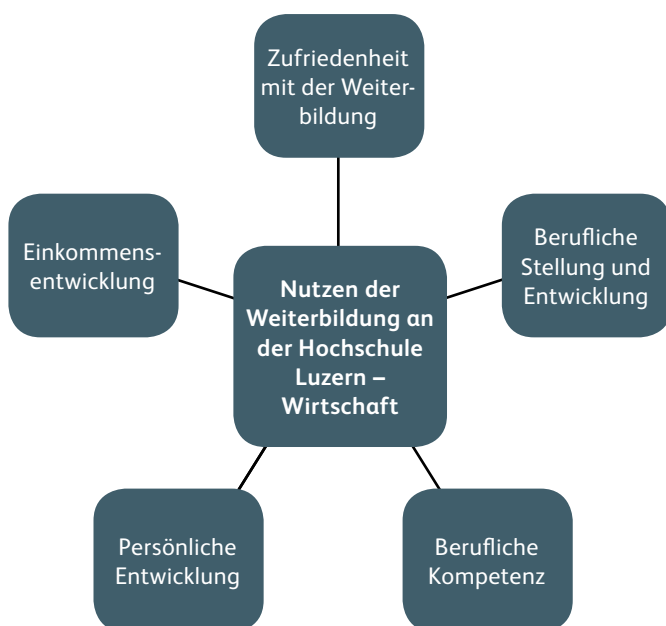 Zufriedenheit
mit der Weiter-
bildung
Einkommens-
entwicklung
Berufliche
Stellung und
Entwicklung
Nutzen der
Weiterbildung an
der Hochschule
Luzern –
Wirtschaft
Persönliche
Entwicklung
Berufliche
Kompetenz